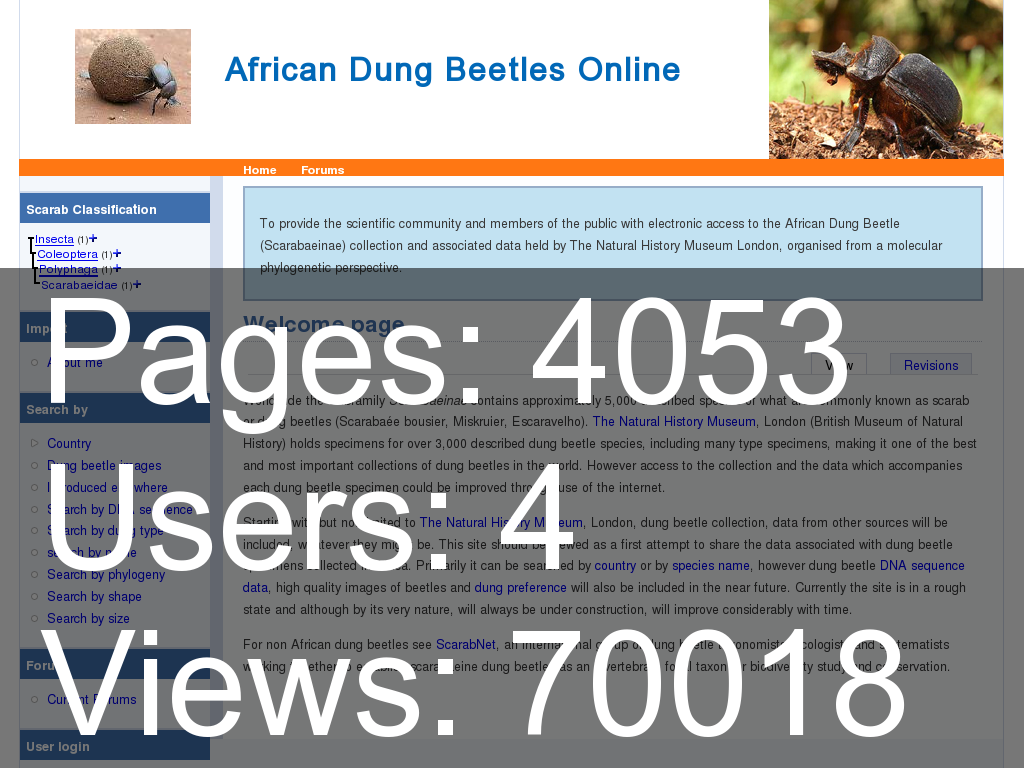 African Dung Beetles Online
Home Forums
Scarab Classification
Insecta (1)+
Coleoptera (1)+
Polyphaga (1)+
Scarabaeidae (1)+
To provide the scientific community and members of the public with electronic access to the African Dung Beetle
(Scarabaeinae) collection and associated data held by The Natural History Museum London, organised from a molecular
phylogenetic perspective.
Pages: 4053
Users: 4
Views: 70018
Welcome page
View Revisions
contains approximately 5,000 described species of what are commonly known as scarab
or dung beetles (Scarabaée bousier, Miskruier, Escaravelho). The Natural History Museum, London (British Museum of Natural
History) holds specimens for over 3,000 described dung beetle species, including many type specimens, making it one of the best
and most important collections of dung beetles in the world. However access to the collection and the data which accompanies
each dung beetle specimen could be improved through use of the internet.
Starting with but not limited to The Natural History Museum, London, dung beetle collection, data from other sources will be
included, whatever they might be. This site should be viewed as a first attempt to share the data associated with dung beetle
specimens collected in Africa. Primarily it can be searched by country or by species name, however dung beetle DNA sequence
data, high quality images of beetles and dung preference will also be included in the near future. Currently the site is in a rough
state and although by its very nature, will always be under construction, will improve considerably with time.
For non African dung beetles see ScarabNet, an international group of dung beetle taxonomists, ecologists and systematists
working together to establish scarabaeine dung beetles as an invertebrate focal taxon for biodiversity study and conservation.
About me
Search by
Country
Dung beetle images
Introduced elsewhere
Search by DNA sequence
Search by dung type
search by name
Search by phylogeny
Search by shape
Search by size
Current Forums
User login